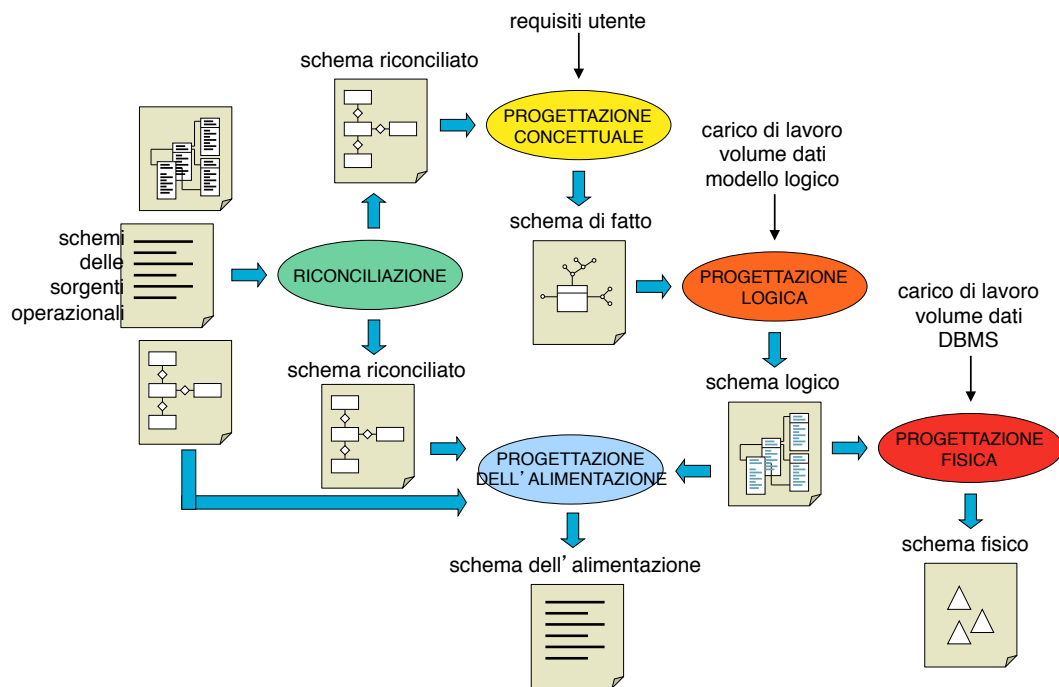 requisiti utente
schema riconciliato
PROGETTAZIONE
CONCETTUALE
carico di lavoro
volume dati
modello logico
schema di fatto
schemi
delle
sorgenti
operazionali
RICONCILIAZIONE
PROGETTAZIONE
LOGICA
carico di lavoro
volume dati
DBMS
schema riconciliato
schema logico
PROGETTAZIONE
DELL'ALIMENTAZIONE
PROGETTAZIONE
FISICA
schema dell'alimentazione
schema fisico